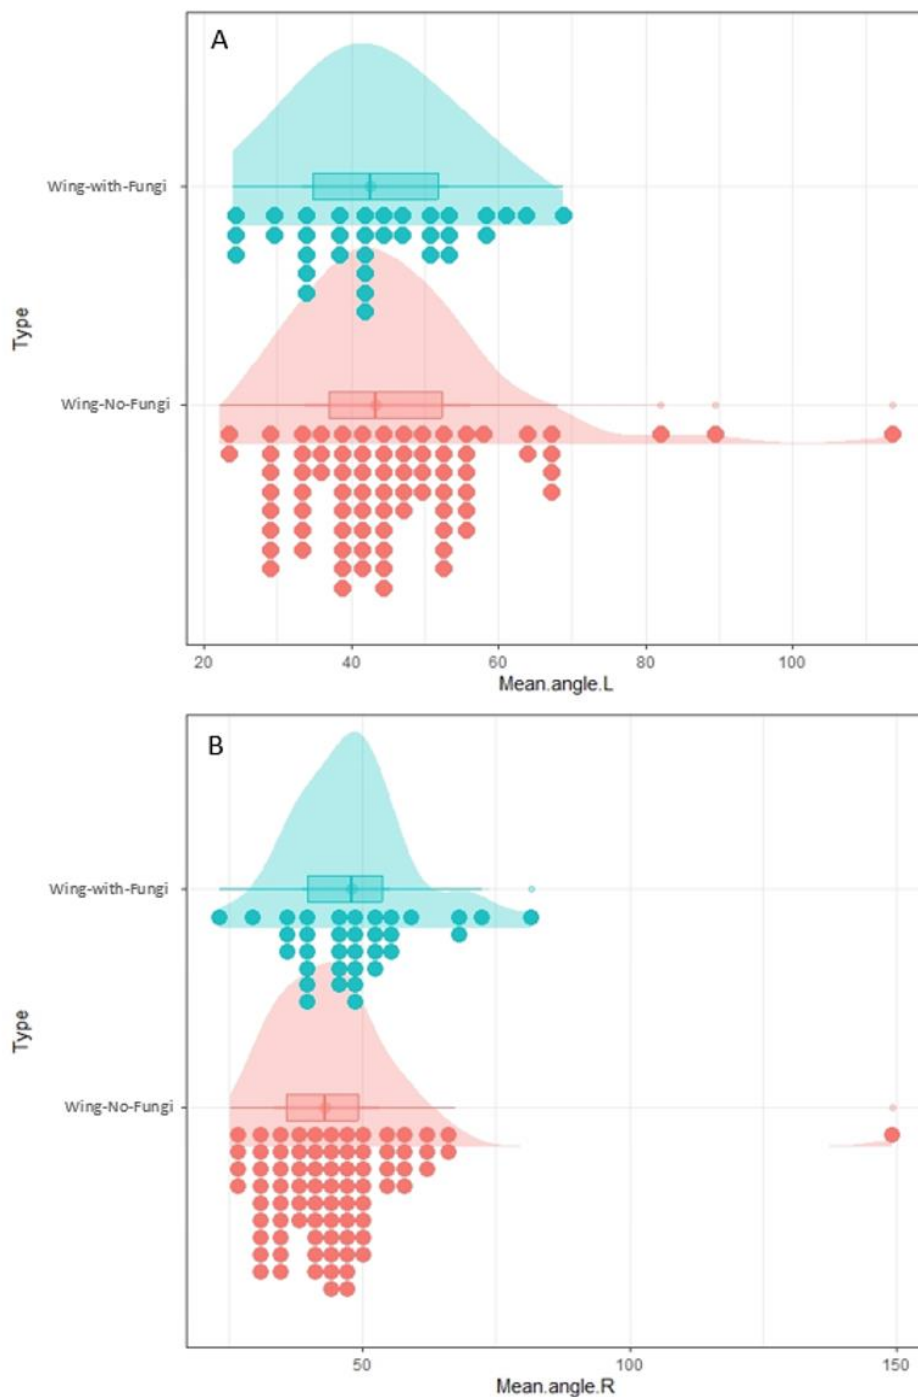 A
Wing-with-Fungi
Type
Wing-No-Fungi
20 40 60 80 100
Mean.angle.L
B
Wing-with-Fungi
Type
Wing-No-Fungi
50 100 150
Mean.angle.R